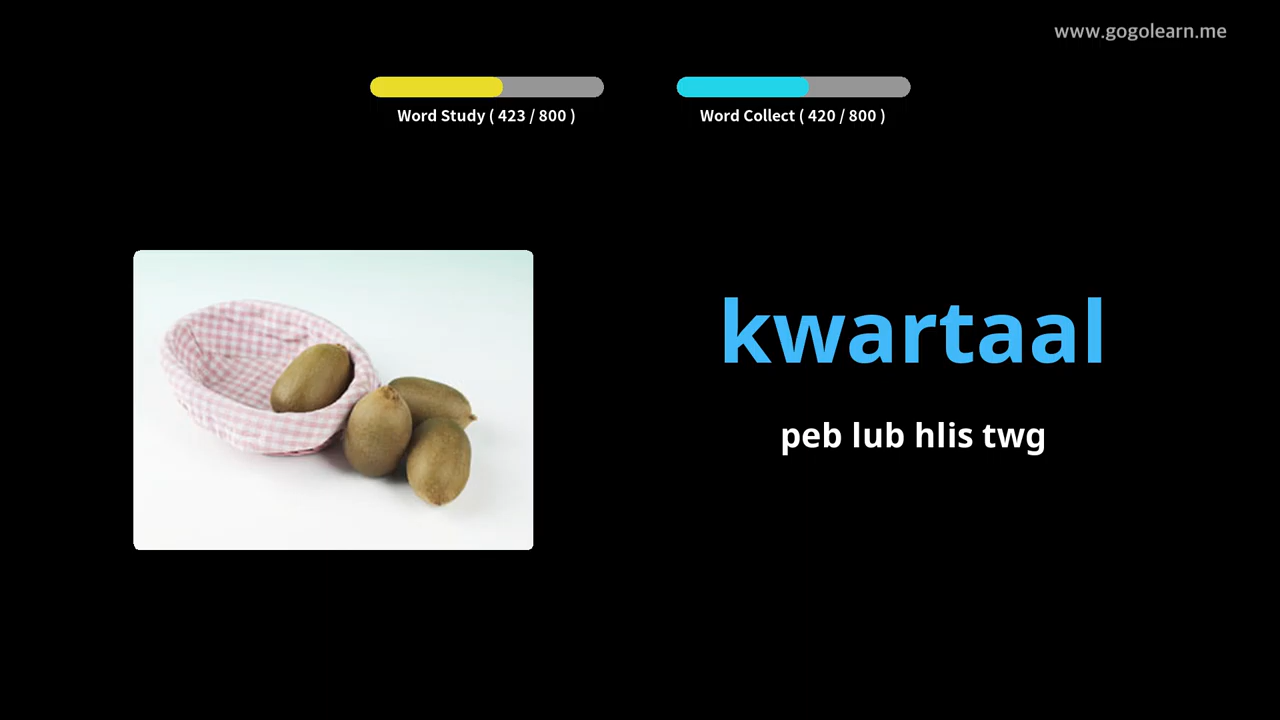 www.gogolearn.me
Word Study ( 423 / 800 )
Word Collect ( 420 / 800 )
kwartaal
peb lub hlis twg